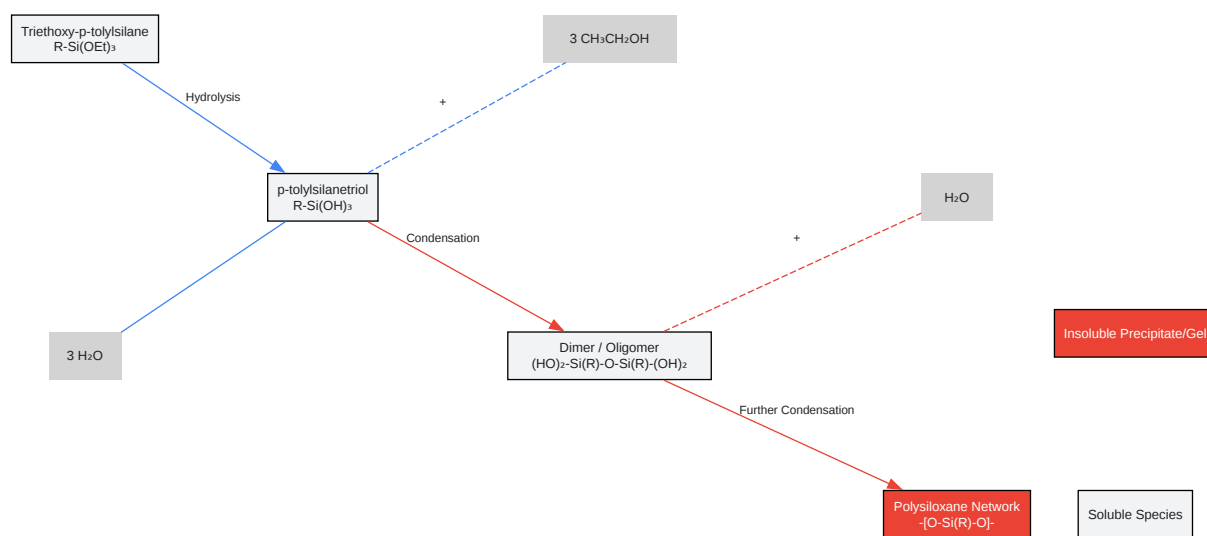 Triethoxy-p-tolylsilane
R-Si(OEt)₃
3 CH₃CH₂OH
Hydrolysis
+
p-tolylsilanetriol
R-Si(OH)₃
H₂O
Condensation
+
3 H₂O
Dimer / Oligomer
(HO)₂-Si(R)-O-Si(R)-(OH)₂
Insoluble Precipitate/Gel
Further Condensation
Polysiloxane Network
-[O-Si(R)-O]-
Soluble Species